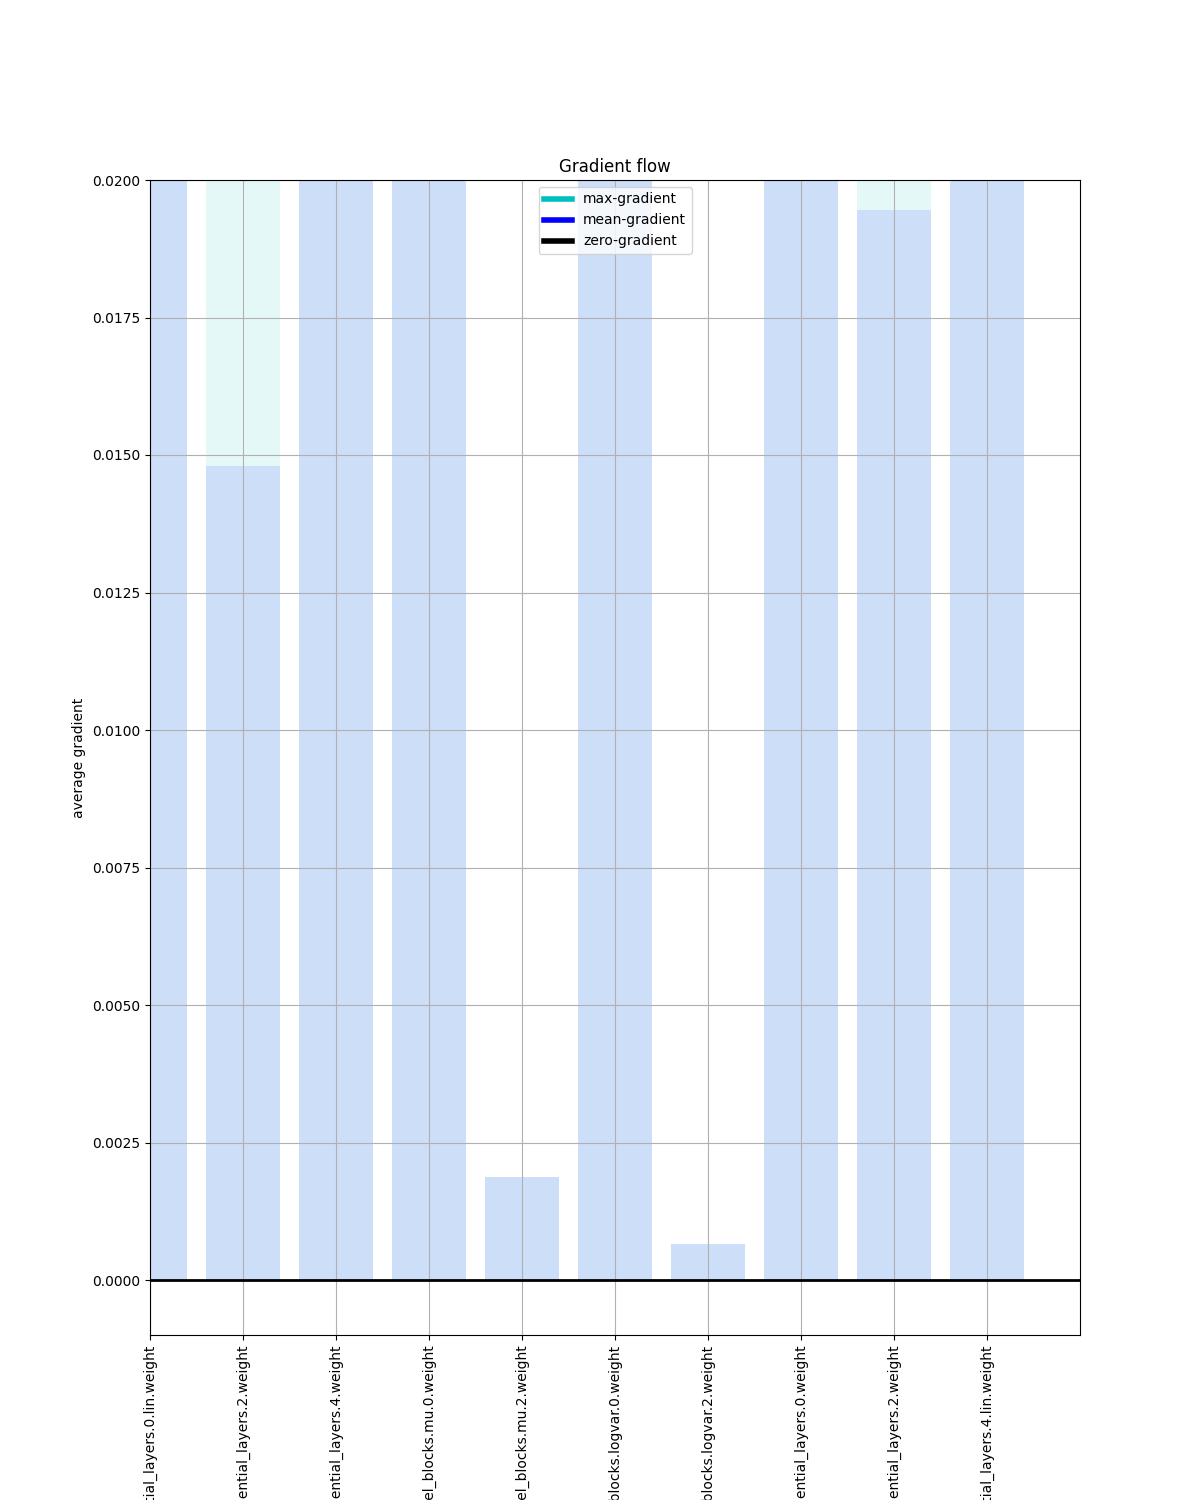 Gradient flow
max-gradient
mean-gradient
zero-gradient
0.0200
0.0175
0.0150
0.0125
0.0100
0.0075
0.0050
0.0025
0.0000
average gradient
tial_layers.0.lin.weight
ential_layers.2.weight
ential_layers.4.weight
el_blocks.mu.0.weight
el_blocks.mu.2.weight
blocks.logvar.0.weight
blocks.logvar.2.weight
ential_layers.0.weight
ential_layers.2.weight
tial_layers.4.lin.weight